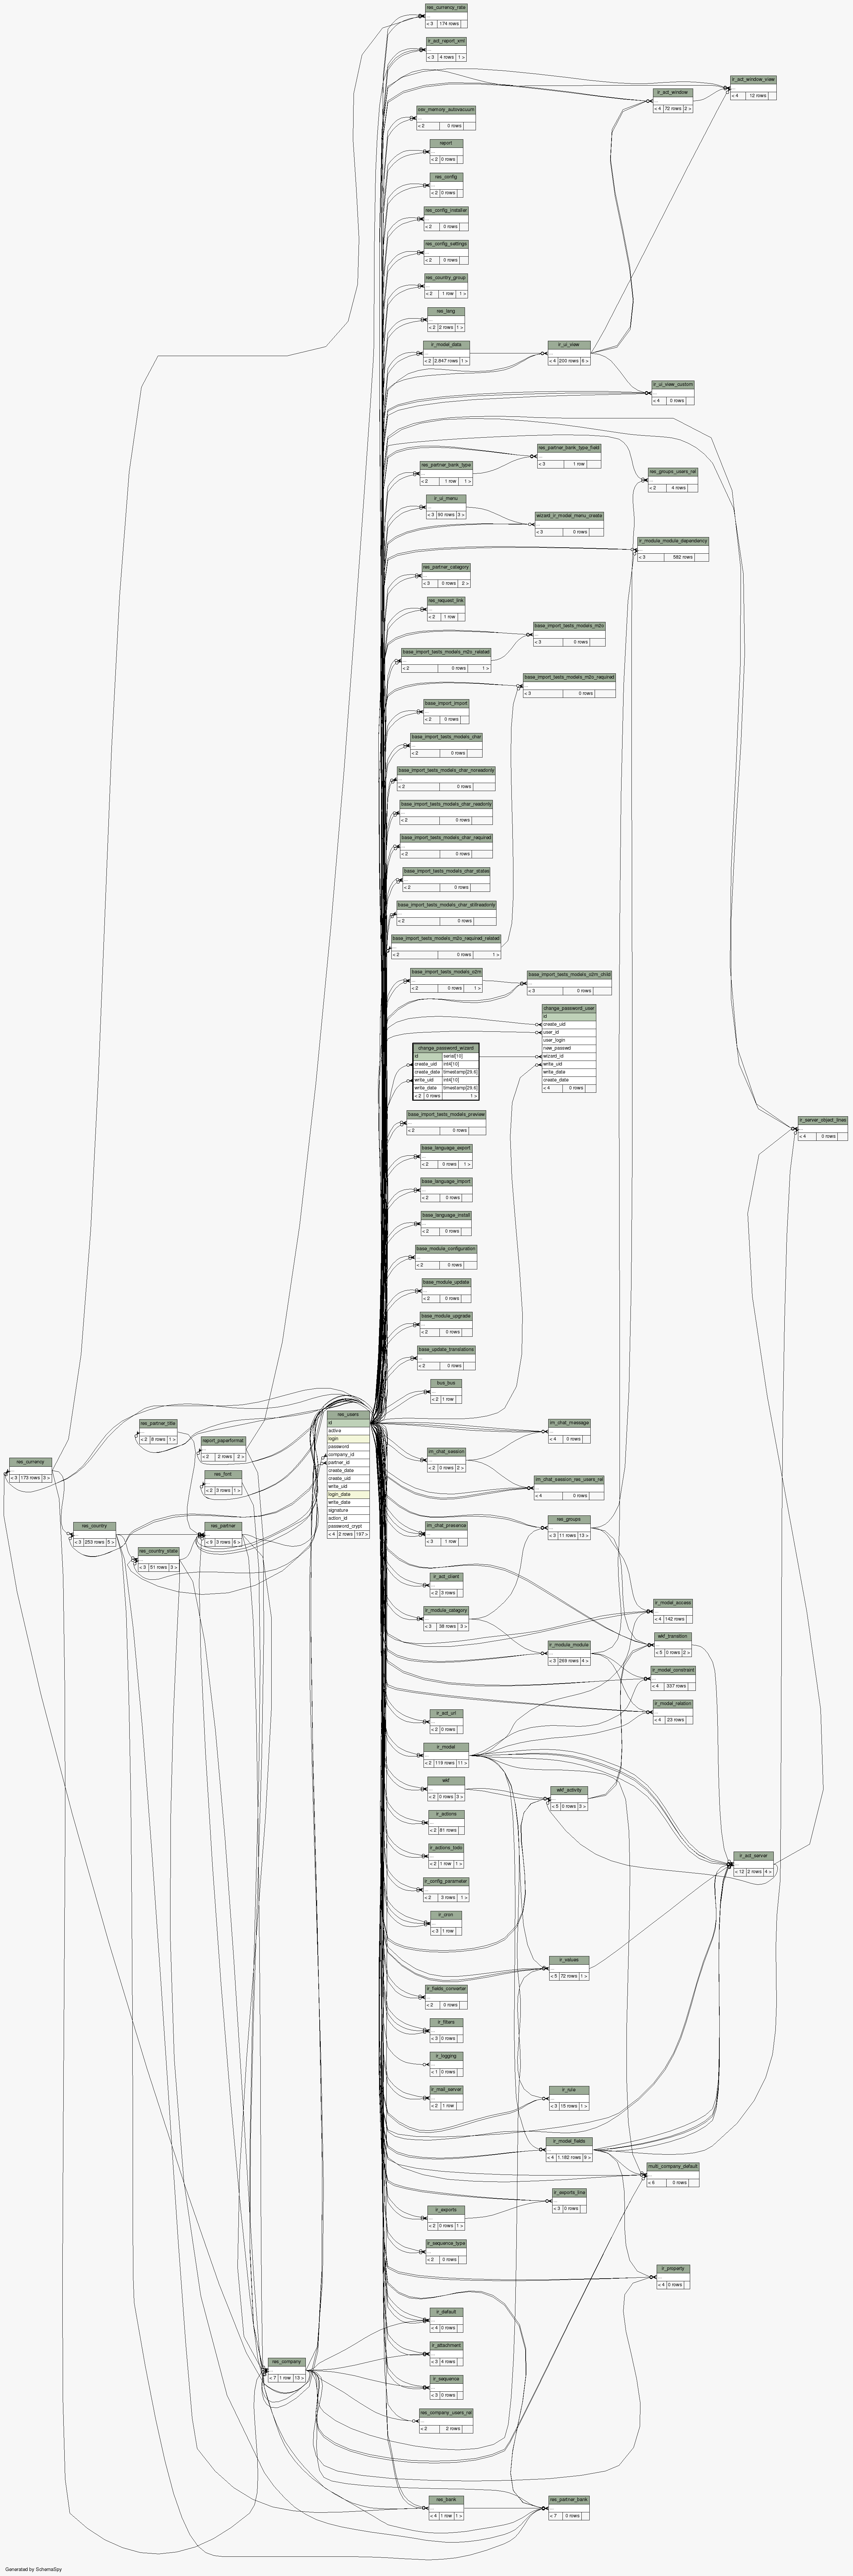 res_currency_rate
...
< 3 174 rows
ir_act_report_xml
...
< 3 4 rows 1 >
ir_act_window_view
...
< 4 12 rows
ir_act_window
...
< 4 72 rows 2 >
osv_memory_autovacuum
...
< 2 0 rows
report
...
< 2 0 rows
res_config
...
< 2 0 rows
res_config_installer
...
< 2 0 rows
res_config_settings
...
< 2 0 rows
res_country_group
...
< 2 1 row 1 >
res_lang
...
< 2 2 rows 1 >
ir_model_data
...
< 2 2.847 rows 1 >
ir_ui_view
...
< 4 200 rows 6 >
ir_ui_view_custom
...
< 4 0 rows
res_partner_bank_type_field
...
< 3 1 row
res_partner_bank_type
...
< 2 1 row 1 >
res_groups_users_rel
...
< 2 4 rows
ir_ui_menu
...
< 3 80 rows 3 >
wizard_ir_model_menu_create
...
< 3 0 rows
ir_module_module_dependency
...
< 3 582 rows
res_partner_category
...
< 3 0 rows 2 >
res_request_link
...
< 2 1 row
base_import_tests_models_m2o
...
< 3 0 rows
base_import_tests_models_m2o_related
...
< 2 0 rows 1 >
base_import_tests_models_m2o_required
...
< 3 0 rows
base_import_import
...
< 2 0 rows
base_import_tests_models_char
...
< 2 0 rows
base_import_tests_models_char_noreadonly
...
< 2 0 rows
base_import_tests_models_char_readonly
...
< 2 0 rows
base_import_tests_models_char_required
...
< 2 0 rows
base_import_tests_models_char_states
...
< 2 0 rows
base_import_tests_models_char_stillreadonly
...
< 2 0 rows
base_import_tests_models_m2o_required_related
...
< 2 0 rows 1 >
base_import_tests_models_o2m
...
< 2 0 rows 1 >
base_import_tests_models_o2m_child
...
< 3 0 rows
change_password_user
id
create_uid
user_id
user_login
new_passwd
wizard_id
write_uid
write_date
create_date
< 4 0 rows
change_password_wizard
id serial[10]
create_uid int4[10]
create_date timestamp[29,6]
write_uid int4[10]
write_date timestamp[29,6]
< 2 0 rows 1 >
base_import_tests_models_preview
...
< 2 0 rows
ir_server_object_lines
...
< 4 0 rows
base_language_export
...
< 2 0 rows 1 >
base_language_import
...
< 2 0 rows
base_language_install
...
< 2 0 rows
base_module_configuration
...
< 2 0 rows
base_module_update
...
< 2 0 rows
base_module_upgrade
...
< 2 0 rows
base_update_translations
...
< 2 0 rows
bus_bus
...
< 2 1 row
res_users
id
active
login
password
company_id
partner_id
create_date
create_uid
write_uid
login_date
write_date
signature
action_id
password_crypt
< 4 2 rows 197 >
res_partner_title
...
< 2 8 rows 1 >
report_paperformat
...
< 2 2 rows 2 >
im_chat_message
...
< 4 0 rows
im_chat_session
...
< 2 0 rows 2 >
res_currency
...
< 3 173 rows 3 >
res_font
...
< 2 3 rows 1 >
im_chat_session_res_users_rel
...
< 4 0 rows
res_country
...
< 3 253 rows 5 >
res_partner
...
< 8 3 rows 6 >
im_chat_presence
...
< 3 1 row
res_groups
...
< 3 11 rows 13 >
res_country_state
...
< 3 51 rows 3 >
ir_act_client
...
< 2 3 rows
ir_model_access
...
< 4 142 rows
ir_module_category
...
< 3 38 rows 3 >
wkf_transition
...
< 5 0 rows 2 >
ir_module_module
...
< 3 269 rows 4 >
ir_model_constraint
...
< 4 337 rows
ir_model_relation
...
< 4 23 rows
ir_act_url
...
< 2 0 rows
ir_model
...
< 2 119 rows 11 >
wkf
...
< 2 0 rows 3 >
wkf_activity
...
< 5 0 rows 3 >
ir_actions
...
< 2 81 rows
ir_actions_todo
...
< 2 1 row 1 >
ir_act_server
...
< 12 2 rows 4 >
ir_config_parameter
...
< 2 3 rows 1 >
ir_cron
...
< 3 1 row
ir_values
...
< 5 72 rows 1 >
ir_fields_converter
...
< 2 0 rows
ir_filters
...
< 3 0 rows
ir_logging
...
< 1 0 rows
ir_mail_server
...
< 2 1 row
ir_rule
...
< 3 15 rows 1 >
ir_model_fields
...
< 4 1.182 rows 9 >
multi_company_default
...
< 6 0 rows
ir_exports_line
...
< 3 0 rows
ir_exports
...
< 2 0 rows 1 >
ir_sequence_type
...
< 2 0 rows
ir_property
...
< 4 0 rows
ir_default
...
< 4 0 rows
ir_attachment
...
< 3 4 rows
res_company
...
< 7 1 row 13 >
ir_sequence
...
< 3 0 rows
res_company_users_rel
...
< 2 2 rows
res_bank
...
< 4 1 row 1 >
res_partner_bank
...
< 7 0 rows
Generated by SchemaSpy